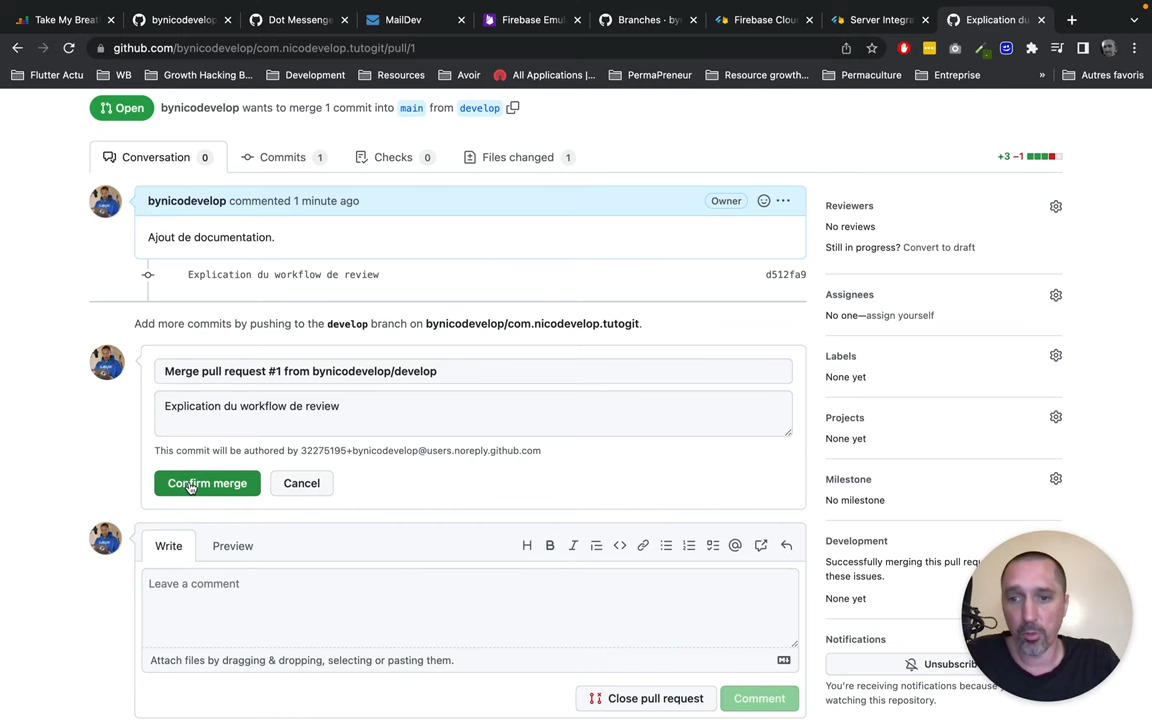 Take My Breat
bynicodevelop
Dot Messenge
MailDev
Firebase Emul
Branches · by
Firebase Clou
Server Integra
Explication du
github.com/bynicodevelop/com.nicodevelop.tutogit/pull/1
Flutter Actu
WB
Growth Hacking B...
Development
Resources
Avoir
All Applications |...
PermaPreneur
Resource growth...
Permaculture
Entreprise
»
Autres favoris
Open
bynicodevelop wants to merge 1 commit into main from develop
Conversation 0
Commits 1
Checks 0
Files changed 1
+3 −1
bynicodevelop commented 1 minute ago
Owner
Ajout de documentation.
Explication du workflow de review
d512fa9
Add more commits by pushing to the develop branch on bynicodevelop/com.nicodevelop.tutogit.
Merge pull request #1 from bynicodevelop/develop
Explication du workflow de review
This commit will be authored by 32275195+bynicodevelop@users.noreply.github.com
Confirm merge
Cancel
Write
Preview
Leave a comment
Attach files by dragging & dropping, selecting or pasting them.
Close pull request
Comment
Reviewers
No reviews
Still in progress? Convert to draft
Assignees
No one—assign yourself
Labels
None yet
Projects
None yet
Milestone
No milestone
Development
Successfully merging this pull requ
these issues.
None yet
Notifications
Unsubscrib
You're receiving notifications because
watching this repository.